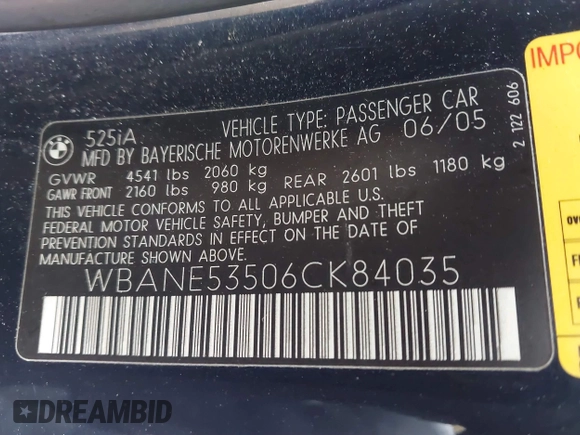 BMW
525iA
VEHICLE TYPE: PASSENGER CAR
MFD BY BAYERISCHE MOTORENWERKE AG 06/05
GVWR 4541 lbs 2060 kg
GAWR FRONT 2160 lbs 980 kg REAR 2601 lbs 1180 kg
THIS VEHICLE CONFORMS TO ALL APPLICABLE U.S.
FEDERAL MOTOR VEHICLE SAFETY, BUMPER AND THEFT
PREVENTION STANDARDS IN EFFECT ON THE DATE OF
MANUFACTURE SHOWN ABOVE.
WBANE53506CK84035
2 122 606
DREAMBID